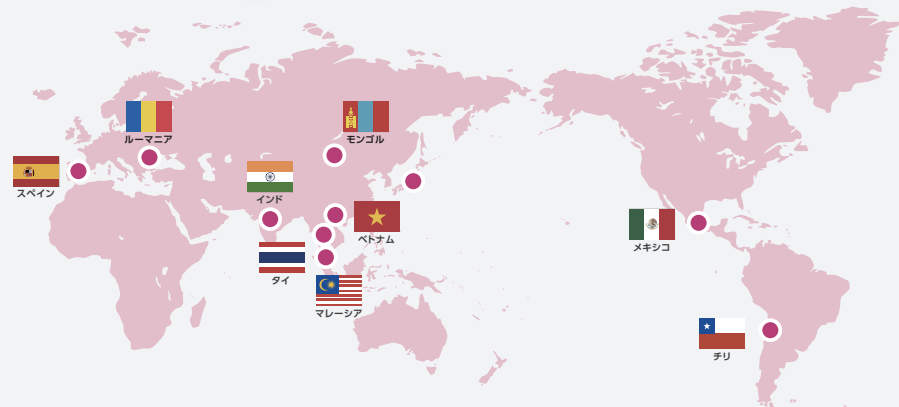 ルーマニア
モンゴル
スペイン
インド
ベトナム
メキシコ
タイ
マレーシア
チリ